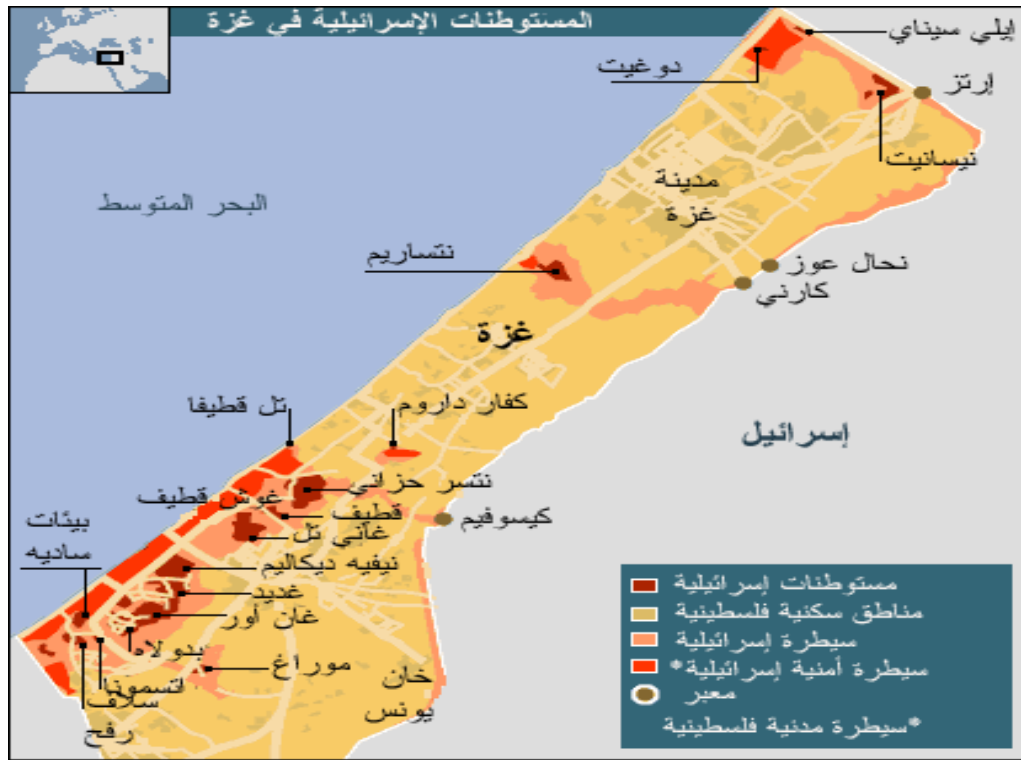 المستوطنات الإسرائيلية في غزة
إيلي سيناي
دوغيت
إرتز
نيسانيت
مدينة
غزة
البحر المتوسط
نتساريم
نحال عوز
كارني
غزة
كفار داروم
تل قطيفا
إسرائيل
نتسر حزاني
غوش قطيف
قطيف
كيسوفيم
غاني تل
بيئات
ساديه
نيفيه ديكاليم
غديد
غان أور
بدولاه
موراغ
اتسمونا
سلاف
رفح
خان
يونس
مستوطنات إسرائيلية
مناطق سكنية فلسطينية
سيطرة إسرائيلية
سيطرة أمنية إسرائيلية*
معبر
*سيطرة مدنية فلسطينية